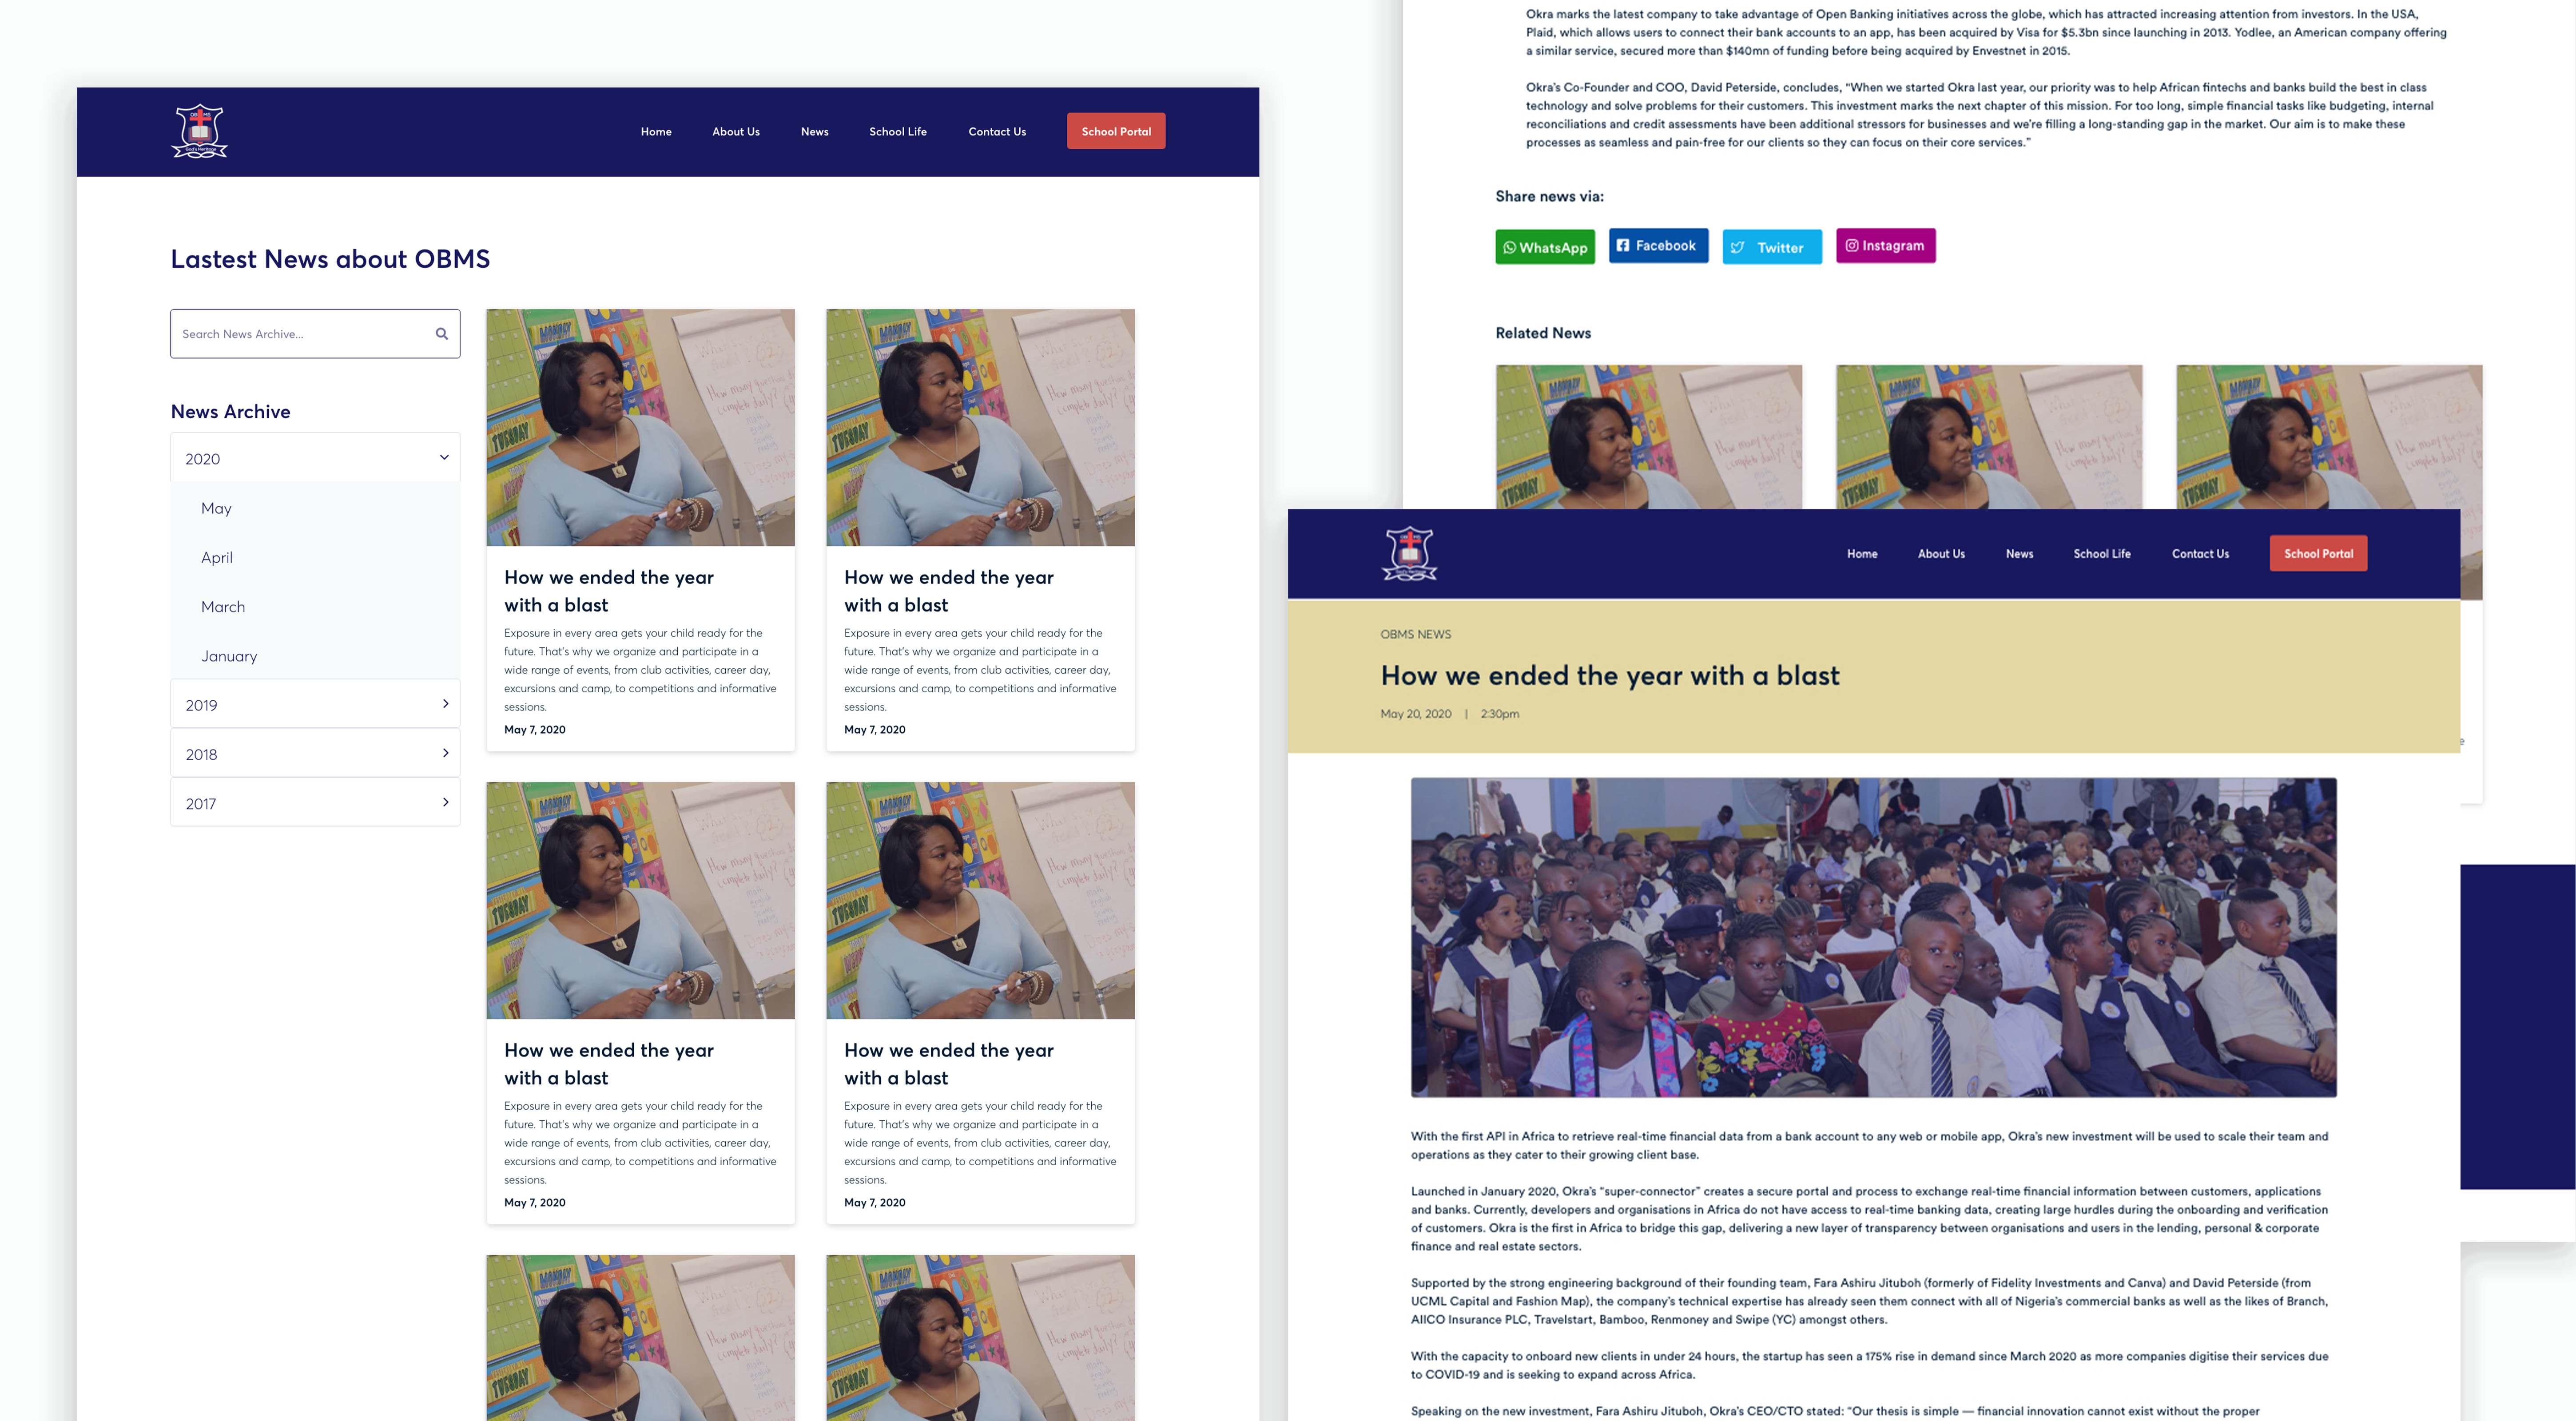 Home
About Us
News
School Life
Contact Us
School Portal
Lastest News about OBMS
Search News Archive...
News Archive
2020
May
April
March
January
2019
2018
2017
MONDAY
TUESDAY
How we ended the year
with a blast
Exposure in every area gets your child ready for the
future. That's why we organize and participate in a
wide range of events, from club activities, career day,
excursions and camp, to competitions and informative
sessions.
May 7, 2020
MONDAY
TUESDAY
How we ended the year
with a blast
Exposure in every area gets your child ready for the
future. That's why we organize and participate in a
wide range of events, from club activities, career day,
excursions and camp, to competitions and informative
sessions.
May 7, 2020
MONDAY
TUESDAY
How we ended the year
with a blast
Exposure in every area gets your child ready for the
future. That's why we organize and participate in a
wide range of events, from club activities, career day,
excursions and camp, to competitions and informative
sessions.
May 7, 2020
MONDAY
TUESDAY
How we ended the year
with a blast
Exposure in every area gets your child ready for the
future. That's why we organize and participate in a
wide range of events, from club activities, career day,
excursions and camp, to competitions and informative
sessions.
May 7, 2020
MONDAY
TUESDAY
MONDAY
TUESDAY
Okra marks the latest company to take advantage of Open Banking initiatives across the globe, which has attracted increasing attention from investors. In the USA,
Plaid, which allows users to connect their bank accounts to an app, has been acquired by Visa for $5.3bn since launching in 2013. Yodlee, an American company offering
a similar service, secured more than $140mn of funding before being acquired by Envestnet in 2015.
Okra's Co-Founder and COO, David Peterside, concludes, "When we started Okra last year, our priority was to help African fintechs and banks build the best in class
technology and solve problems for their customers. This investment marks the next chapter of this mission. For too long, simple financial tasks like budgeting, internal
reconciliations and credit assessments have been additional stressors for businesses and we're filling a long-standing gap in the market. Our aim is to make these
processes as seamless and pain-free for our clients so they can focus on their core services."
Share news via:
WhatsApp
Facebook
Twitter
Instagram
Related News
MONDAY
TUESDAY
MONDAY
TUESDAY
MONDAY
TUESDAY
Home
About Us
News
School Life
Contact Us
School Portal
OBMS NEWS
How we ended the year with a blast
May 20, 2020 | 2:30pm
With the first API in Africa to retrieve real-time financial data from a bank account to any web or mobile app, Okra's new investment will be used to scale their team and
operations as they cater to their growing client base.
Launched in January 2020, Okra's "super-connector" creates a secure portal and process to exchange real-time financial information between customers, applications
and banks. Currently, developers and organisations in Africa do not have access to real-time banking data, creating large hurdles during the onboarding and verification
of customers. Okra is the first in Africa to bridge this gap, delivering a new layer of transparency between organisations and users in the lending, personal & corporate
finance and real estate sectors.
Supported by the strong engineering background of their founding team, Fara Ashiru Jituboh (formerly of Fidelity Investments and Canva) and David Peterside (from
UCML Capital and Fashion Map), the company's technical expertise has already seen them connect with all of Nigeria's commercial banks as well as the likes of Branch,
AIICO Insurance PLC, Travelstart, Bamboo, Renmoney and Swipe (YC) amongst others.
With the capacity to onboard new clients in under 24 hours, the startup has seen a 175% rise in demand since March 2020 as more companies digitise their services due
to COVID-19 and is seeking to expand across Africa.
Speaking on the new investment, Fara Ashiru Jituboh, Okra's CEO/CTO stated: "Our thesis is simple — financial innovation cannot exist without the proper